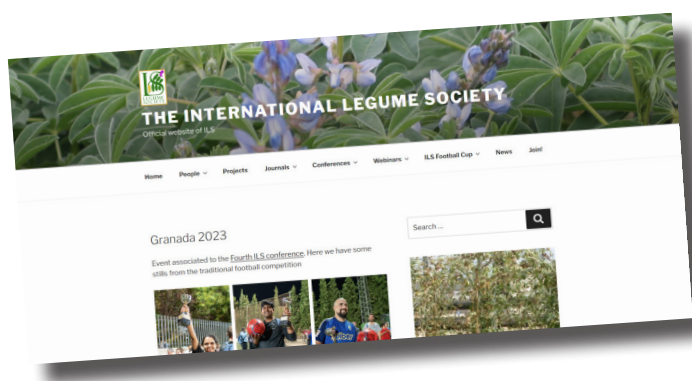 THE INTERNATIONAL LEGUME SOCIETY
Official website of ILS
Home People Projects Journals Conferences Webinars ILS Football Cup News Join!
Granada 2023
Search ...
Event associated to the Fourth ILS conference. Here we have some
stills from the traditional football competition